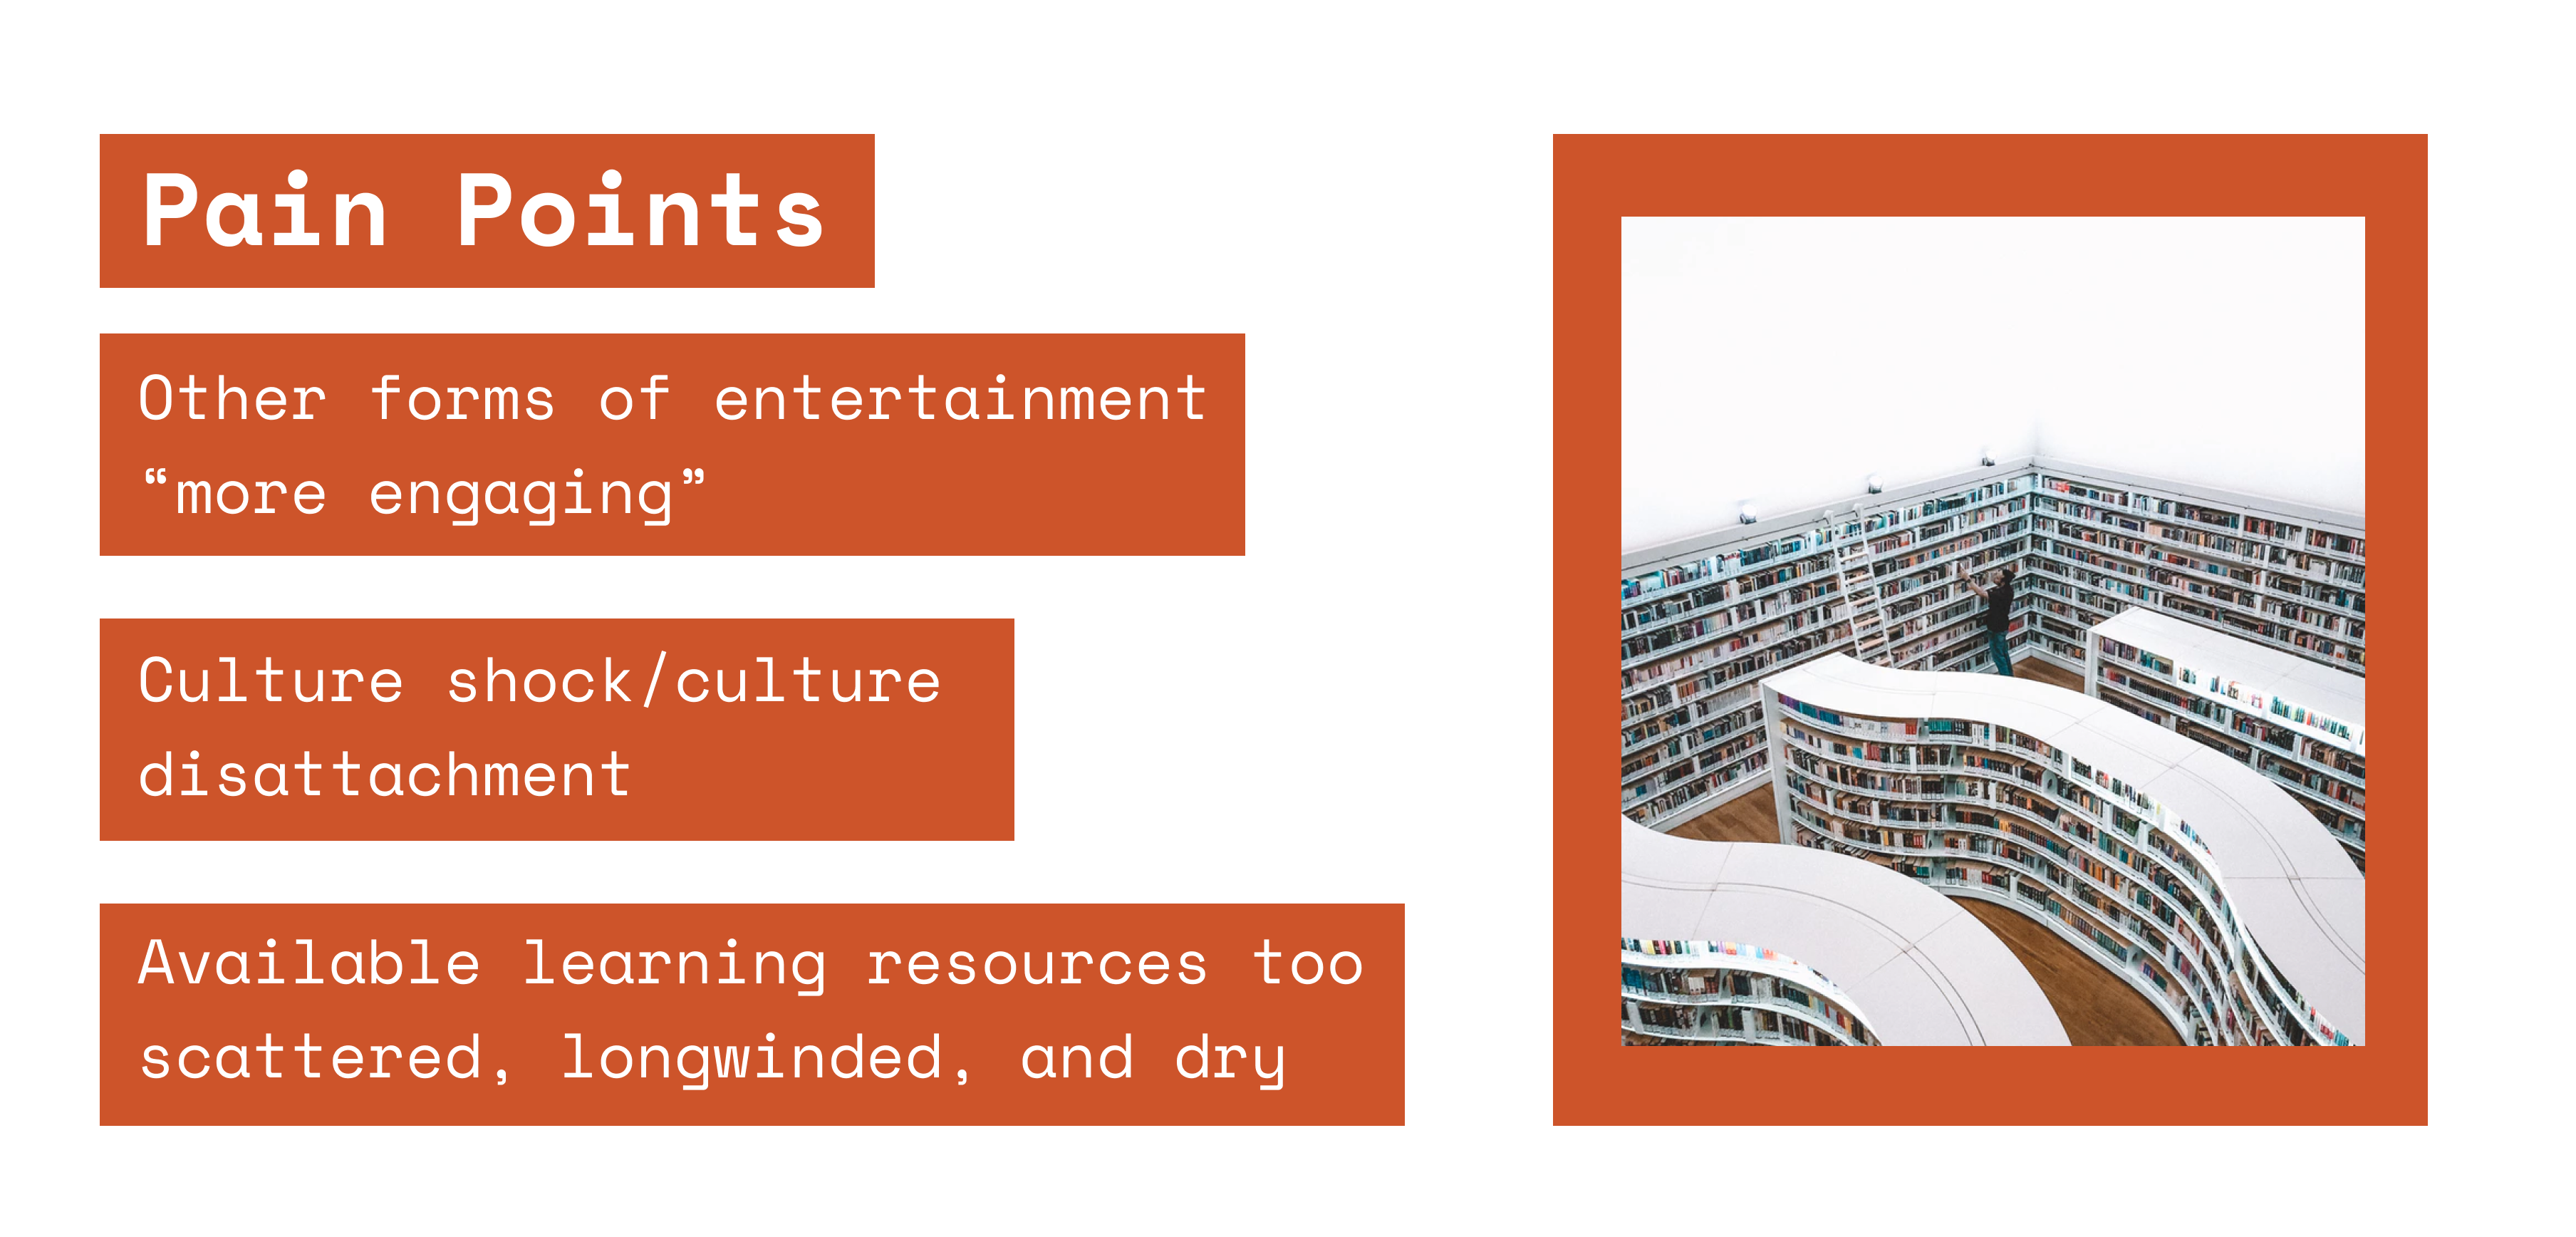 Pain Points
Other forms of entertainment
“more engaging”
Culture shock/culture
disattachment
Available learning resources too
scattered, longwinded, and dry